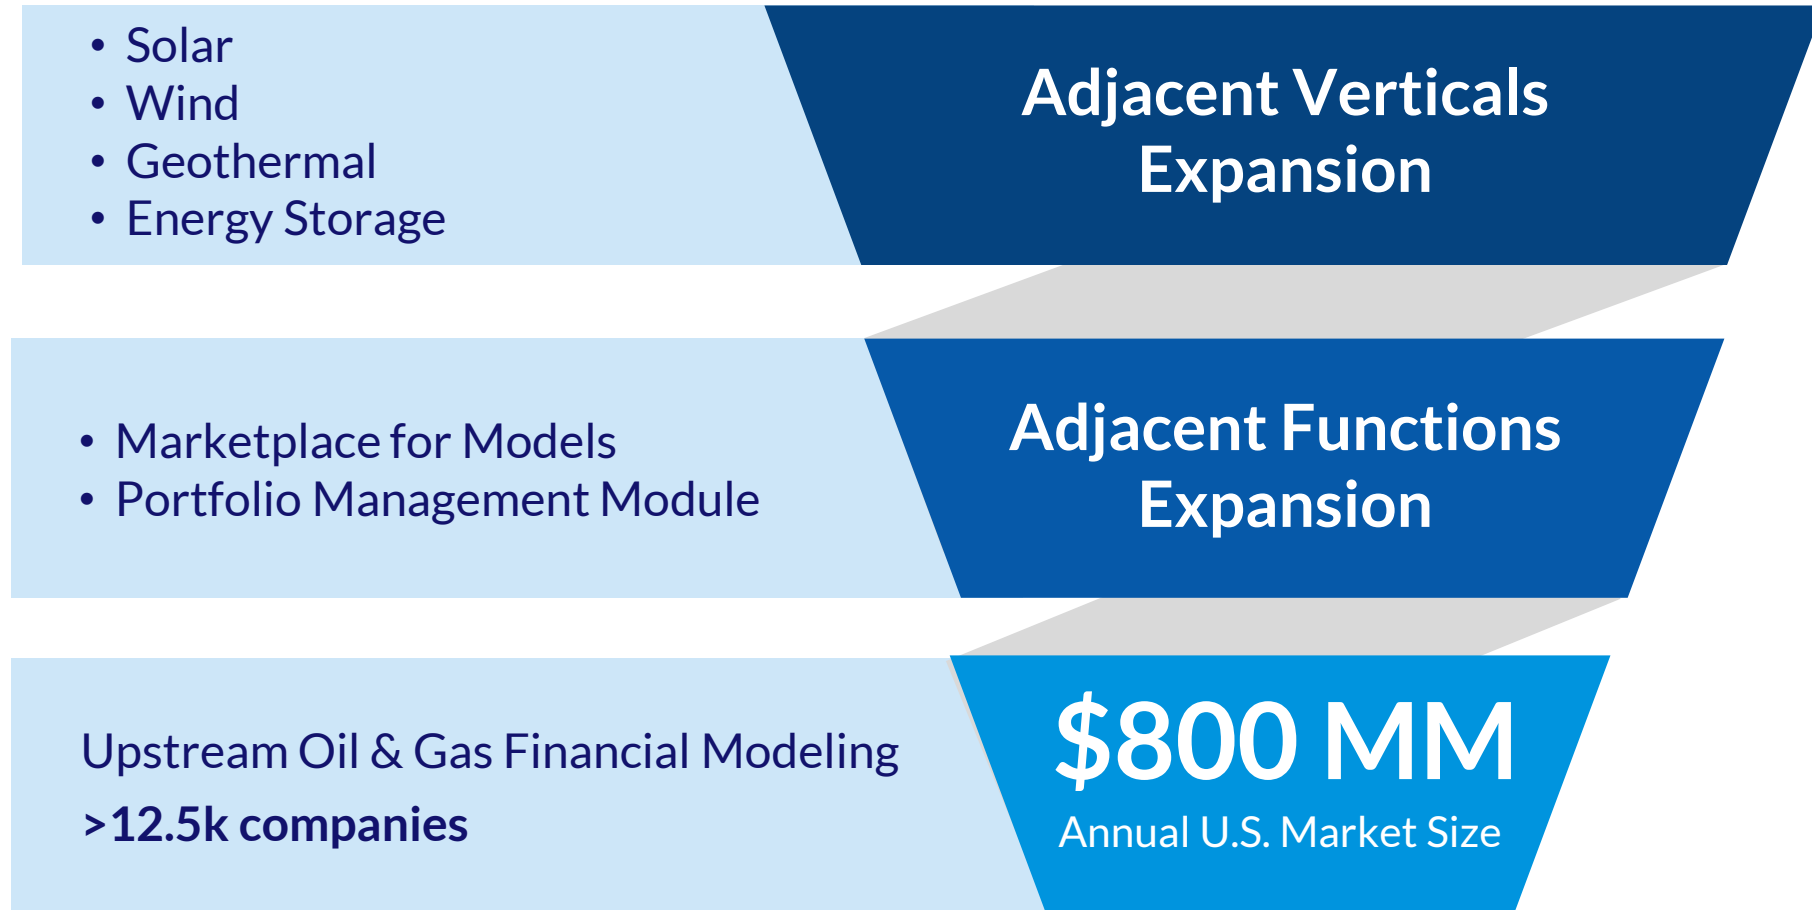 • Solar
• Wind
• Geothermal
• Energy Storage
Adjacent Verticals
Expansion
• Marketplace for Models
• Portfolio Management Module
Adjacent Functions
Expansion
Upstream Oil & Gas Financial Modeling
>12.5k companies
$800 MM
Annual U.S. Market Size